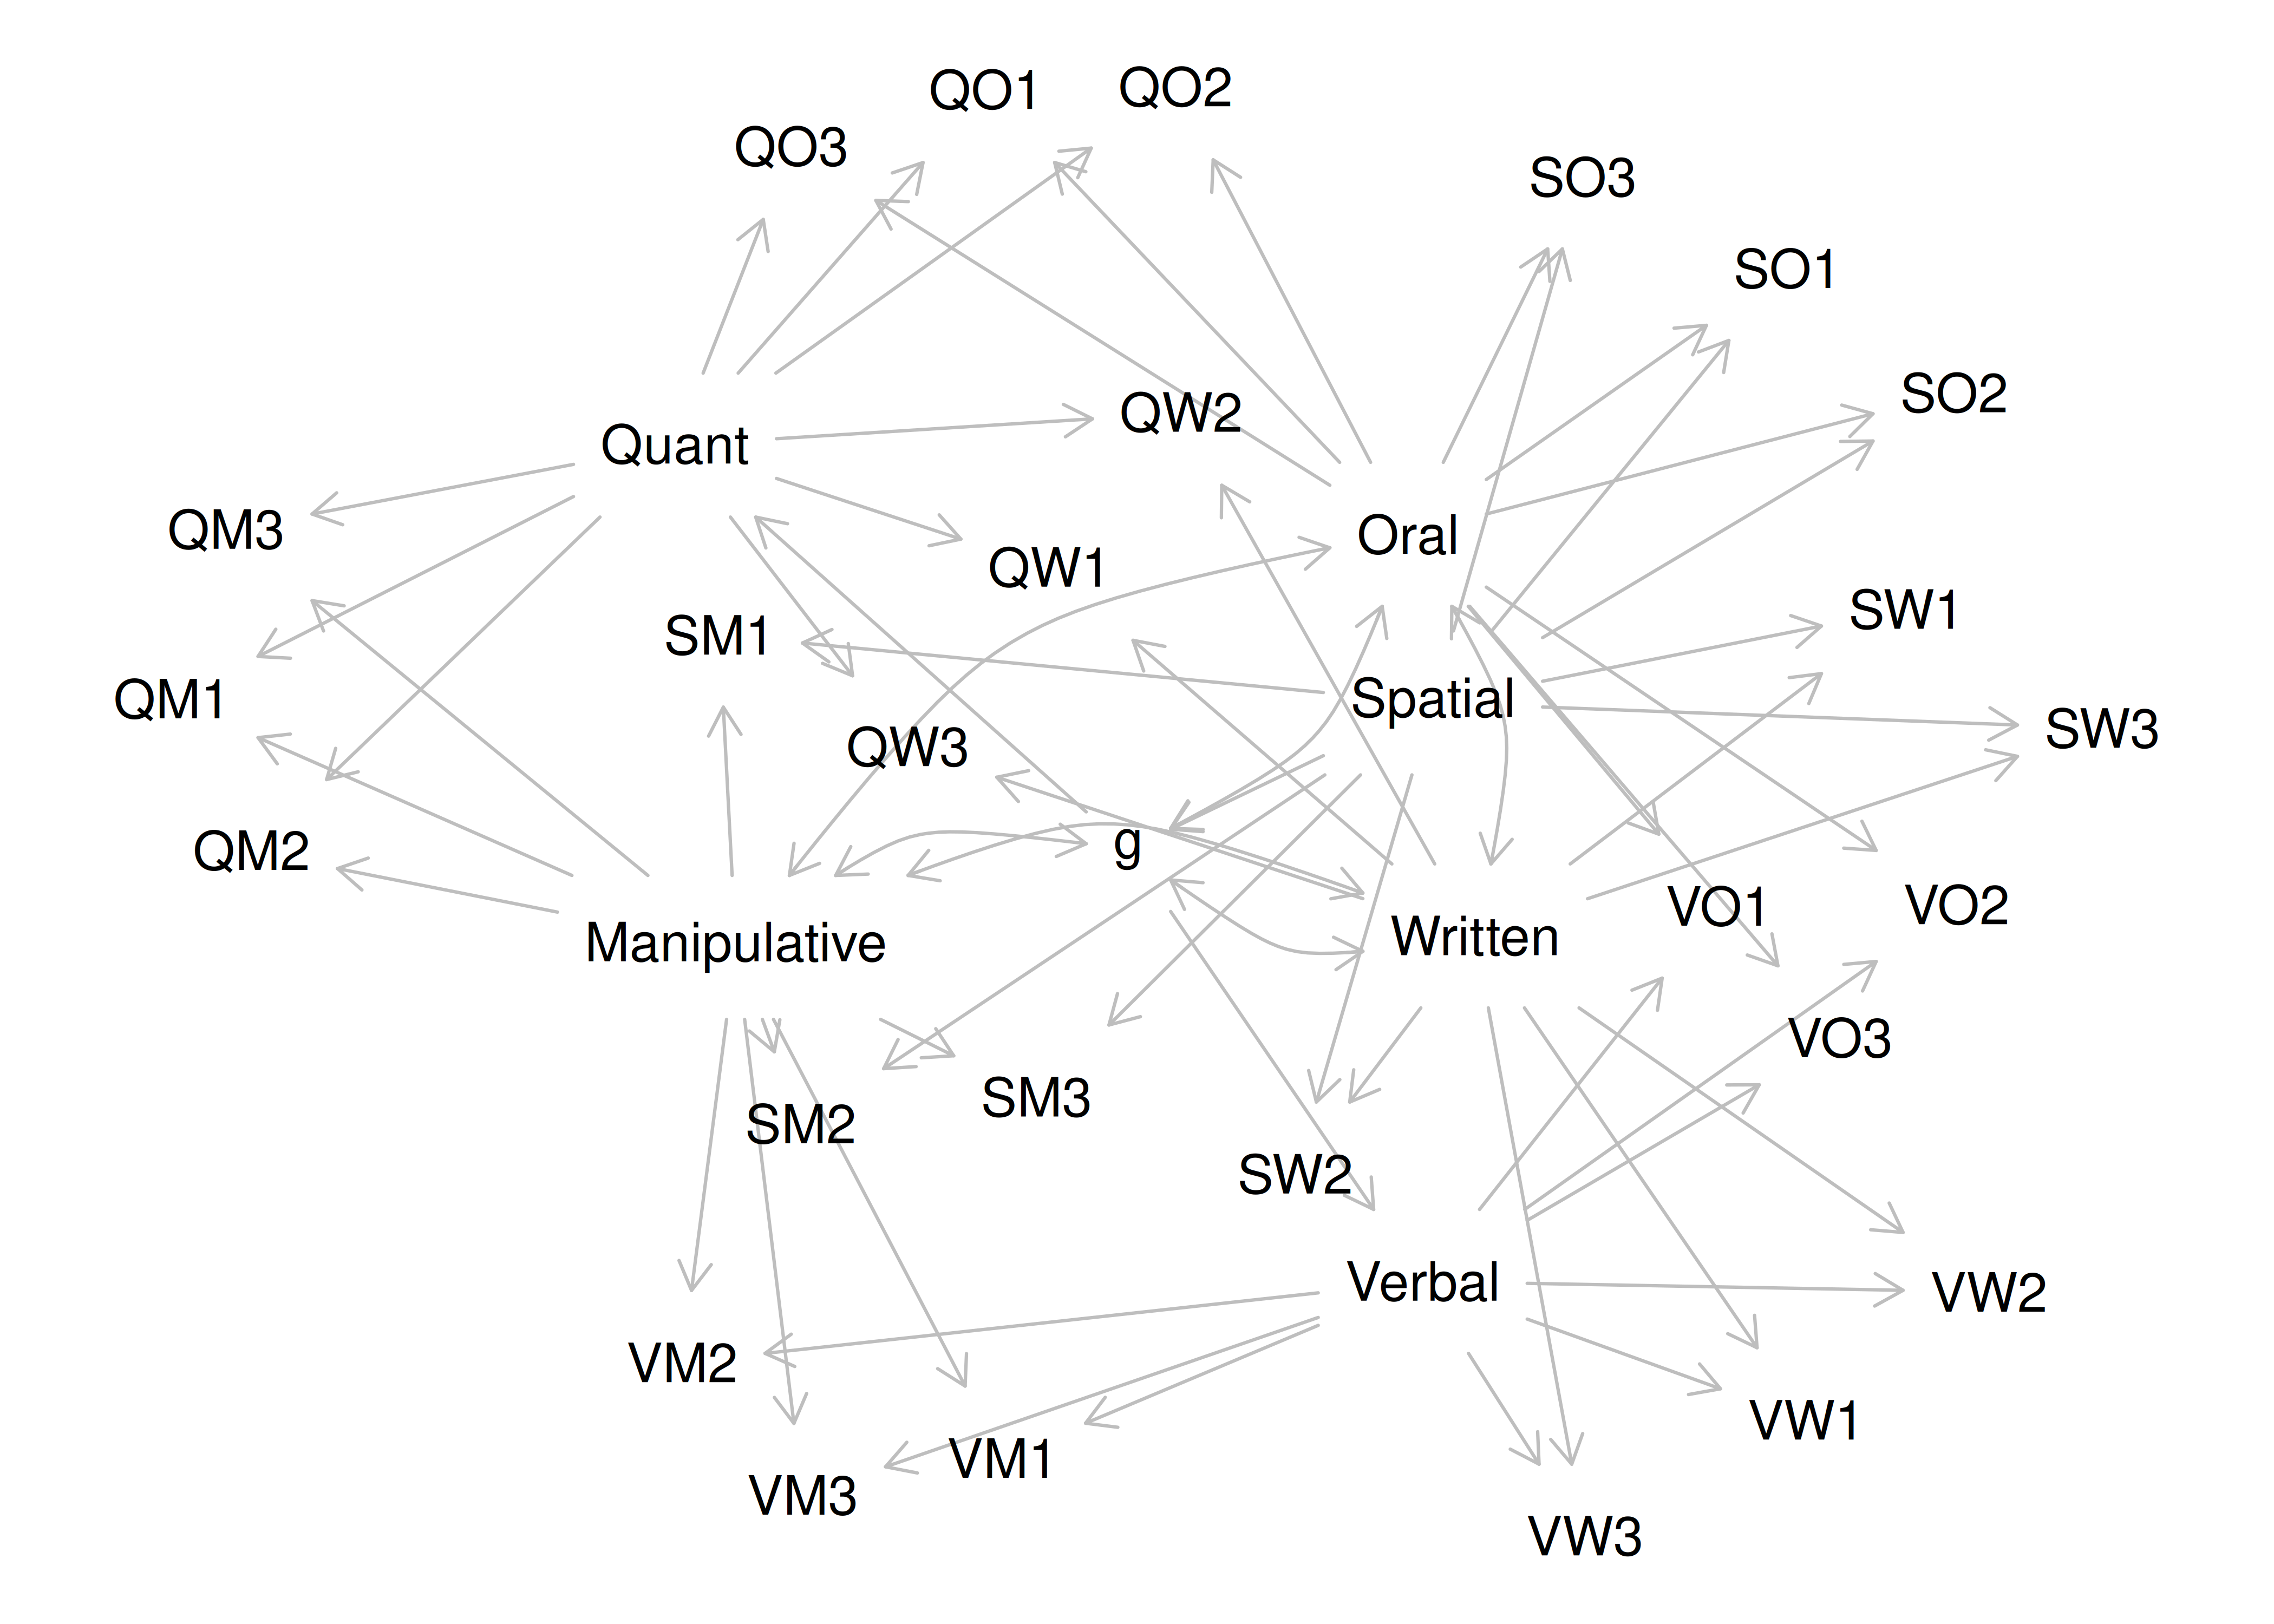 QO2
QO1
QO3
SO3
SO1
SO2
QW2
Quant
QM3
Oral
QW1
SW1
SM1
QM1
Spatial
SW3
QW3
g
QM2
VO1
VO2
Written
Manipulative
VO3
SM3
SM2
SW2
Verbal
VW2
VM2
VW1
VM1
VM3
VW3